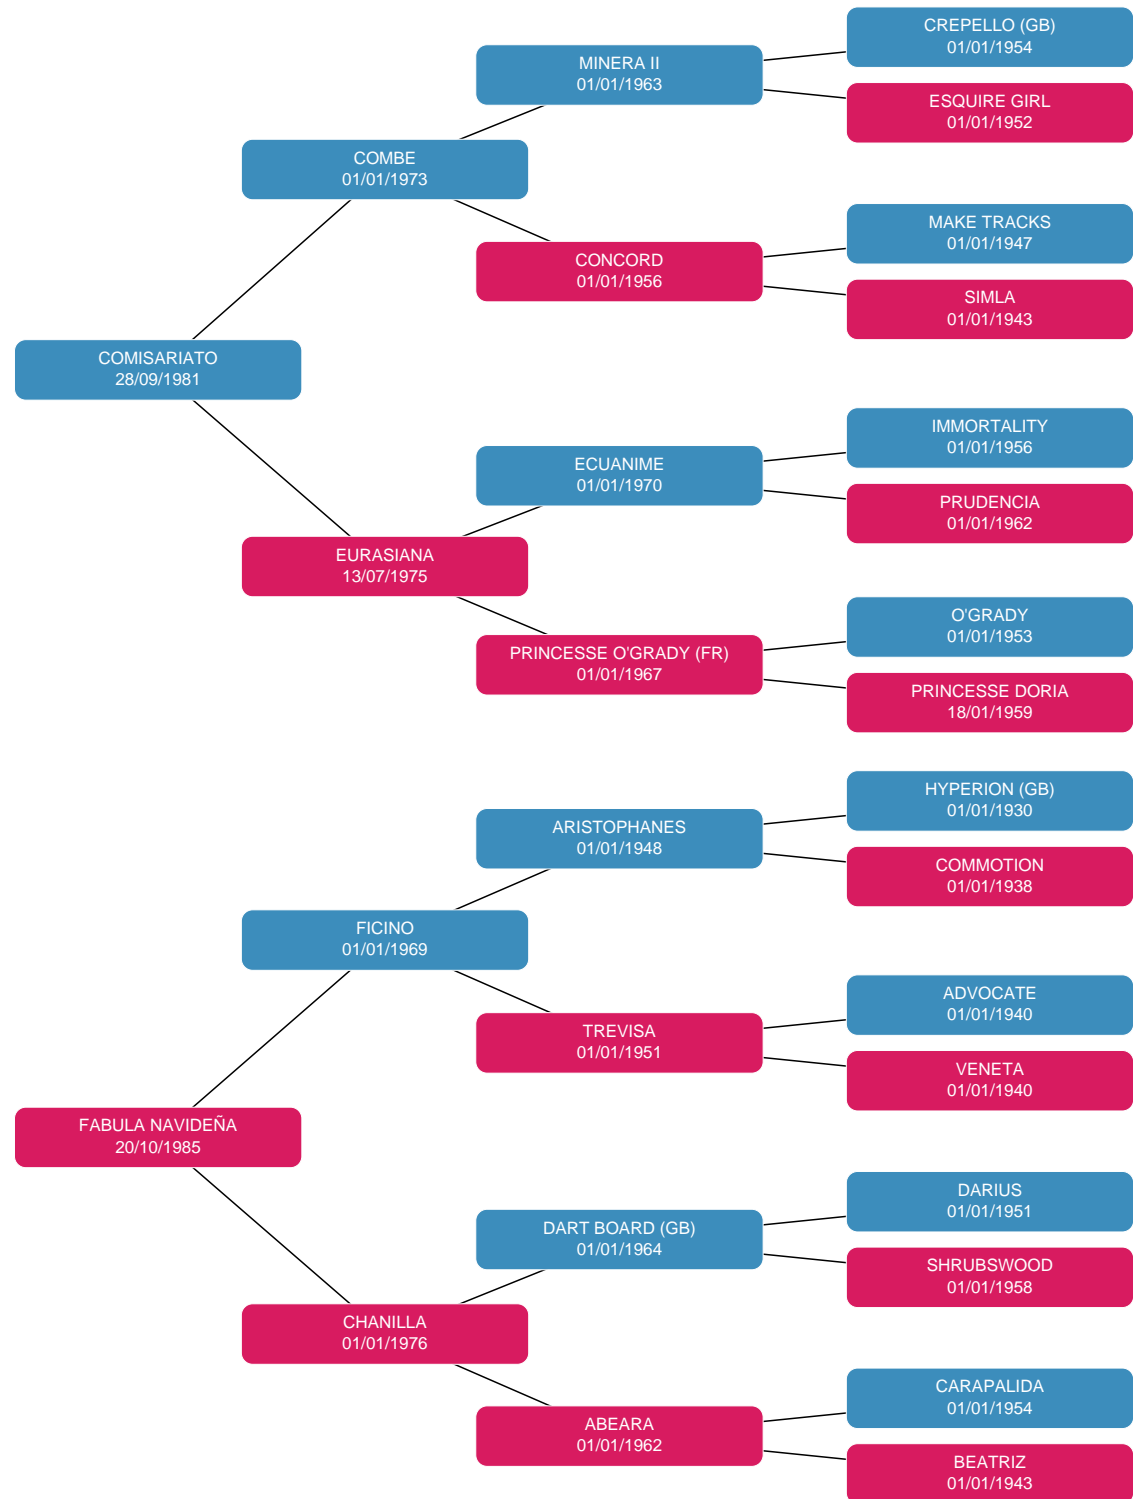 CREPELLO (GB)
01/01/1954
MINERA II
01/01/1963
ESQUIRE GIRL
01/01/1952
COMBE
01/01/1973
MAKE TRACKS
01/01/1947
CONCORD
01/01/1956
SIMLA
01/01/1943
COMISARIATO
28/09/1981
IMMORTALITY
01/01/1956
ECUANIME
01/01/1970
PRUDENCIA
01/01/1962
EURASIANA
13/07/1975
O'GRADY
01/01/1953
PRINCESSE O'GRADY (FR)
01/01/1967
PRINCESSE DORIA
18/01/1959
HYPERION (GB)
01/01/1930
ARISTOPHANES
01/01/1948
COMMOTION
01/01/1938
FICINO
01/01/1969
ADVOCATE
01/01/1940
TREVISA
01/01/1951
VENETA
01/01/1940
FABULA NAVIDEÑA
20/10/1985
DARIUS
01/01/1951
DART BOARD (GB)
01/01/1964
SHRUBSWOOD
01/01/1958
CHANILLA
01/01/1976
CARAPALIDA
01/01/1954
ABEARA
01/01/1962
BEATRIZ
01/01/1943